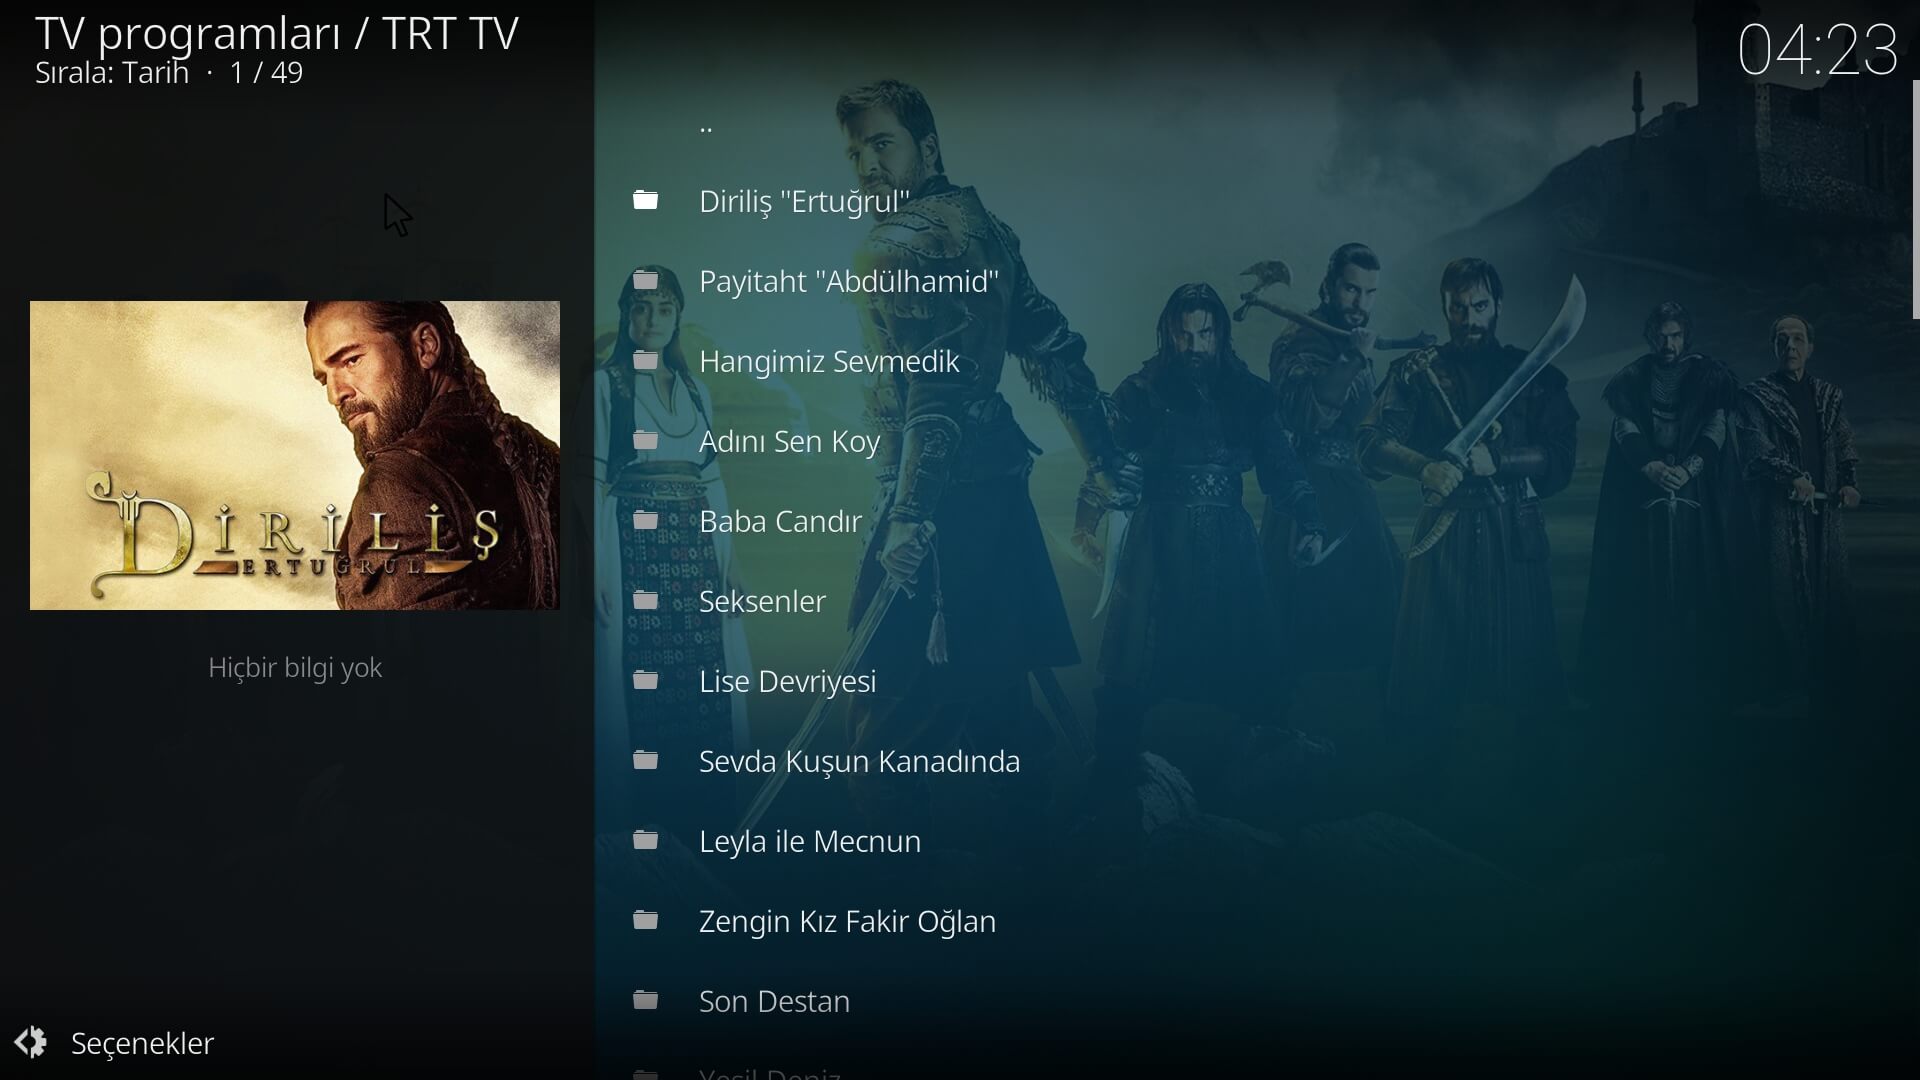 TV programları / TRT TV
Sırala: Tarih · 1 / 49
04:23
..
Diriliş "Ertuğrul"
Payitaht "Abdülhamid"
Hangimiz Sevmedik
Adını Sen Koy
Baba Candır
Seksenler
Lise Devriyesi
Sevda Kuşun Kanadında
Leyla ile Mecnun
Zengin Kız Fakir Oğlan
Son Destan
Yeşil Deniz
DİRİLİŞ
ERTUĞRUL
Hiçbir bilgi yok
Seçenekler